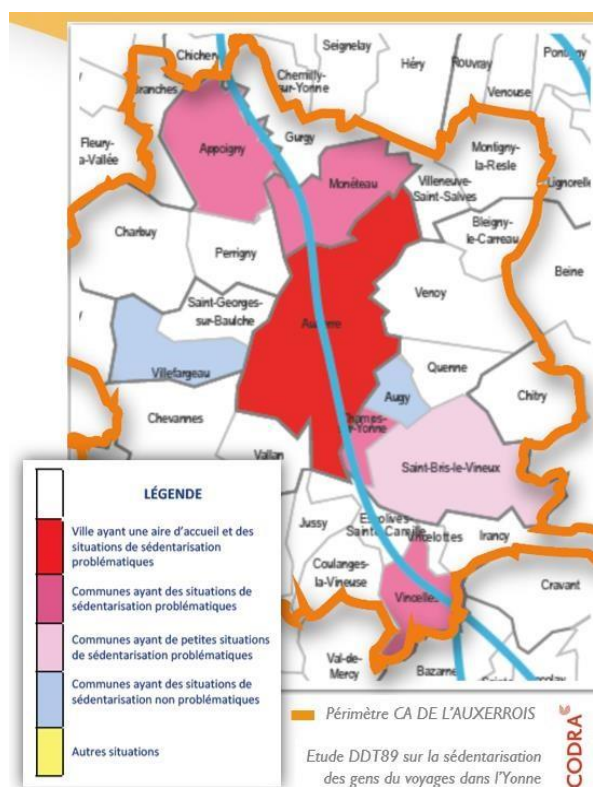 Seignelay
Chichery
Chemilly-
sur-Yonne
Héry
Rouvray
Pontigny
Venouse
Branches
Gurgy
Fleury-
la-Vallée
Appoigny
Monéteau
Montigny-
la-Resle
Villeneuve-
Saint-Salves
Lignorelles
Bleigny-
le-Carreau
Charbuy
Perrigny
Beine
Venoy
Saint-Georges-
sur-Baulche
Auxerre
Villefargeau
Quenne
Augy
Chitry
Chevannes
Champs-
sur-Yonne
Vallan
Saint-Bris-le-Vineux
Jussy
Escolives-
Sainte-Camille
Vincelottes
Irancy
Coulanges-
la-Vineuse
Vincelles
Cravant
Val-de-
Mercy
Bazarne
LÉGENDE
Ville ayant une aire d'accueil et des
situations de sédentarisation
problématiques
Communes ayant des situations de
sédentarisation problématiques
Communes ayant de petites situations
de sédentarisation problématiques
Communes ayant des situations de
sédentarisation non problématiques
Autres situations
Périmètre CA DE L'AUXERROIS
Etude DDT89 sur la sédentarisation
des gens du voyages dans l'Yonne
CODRA